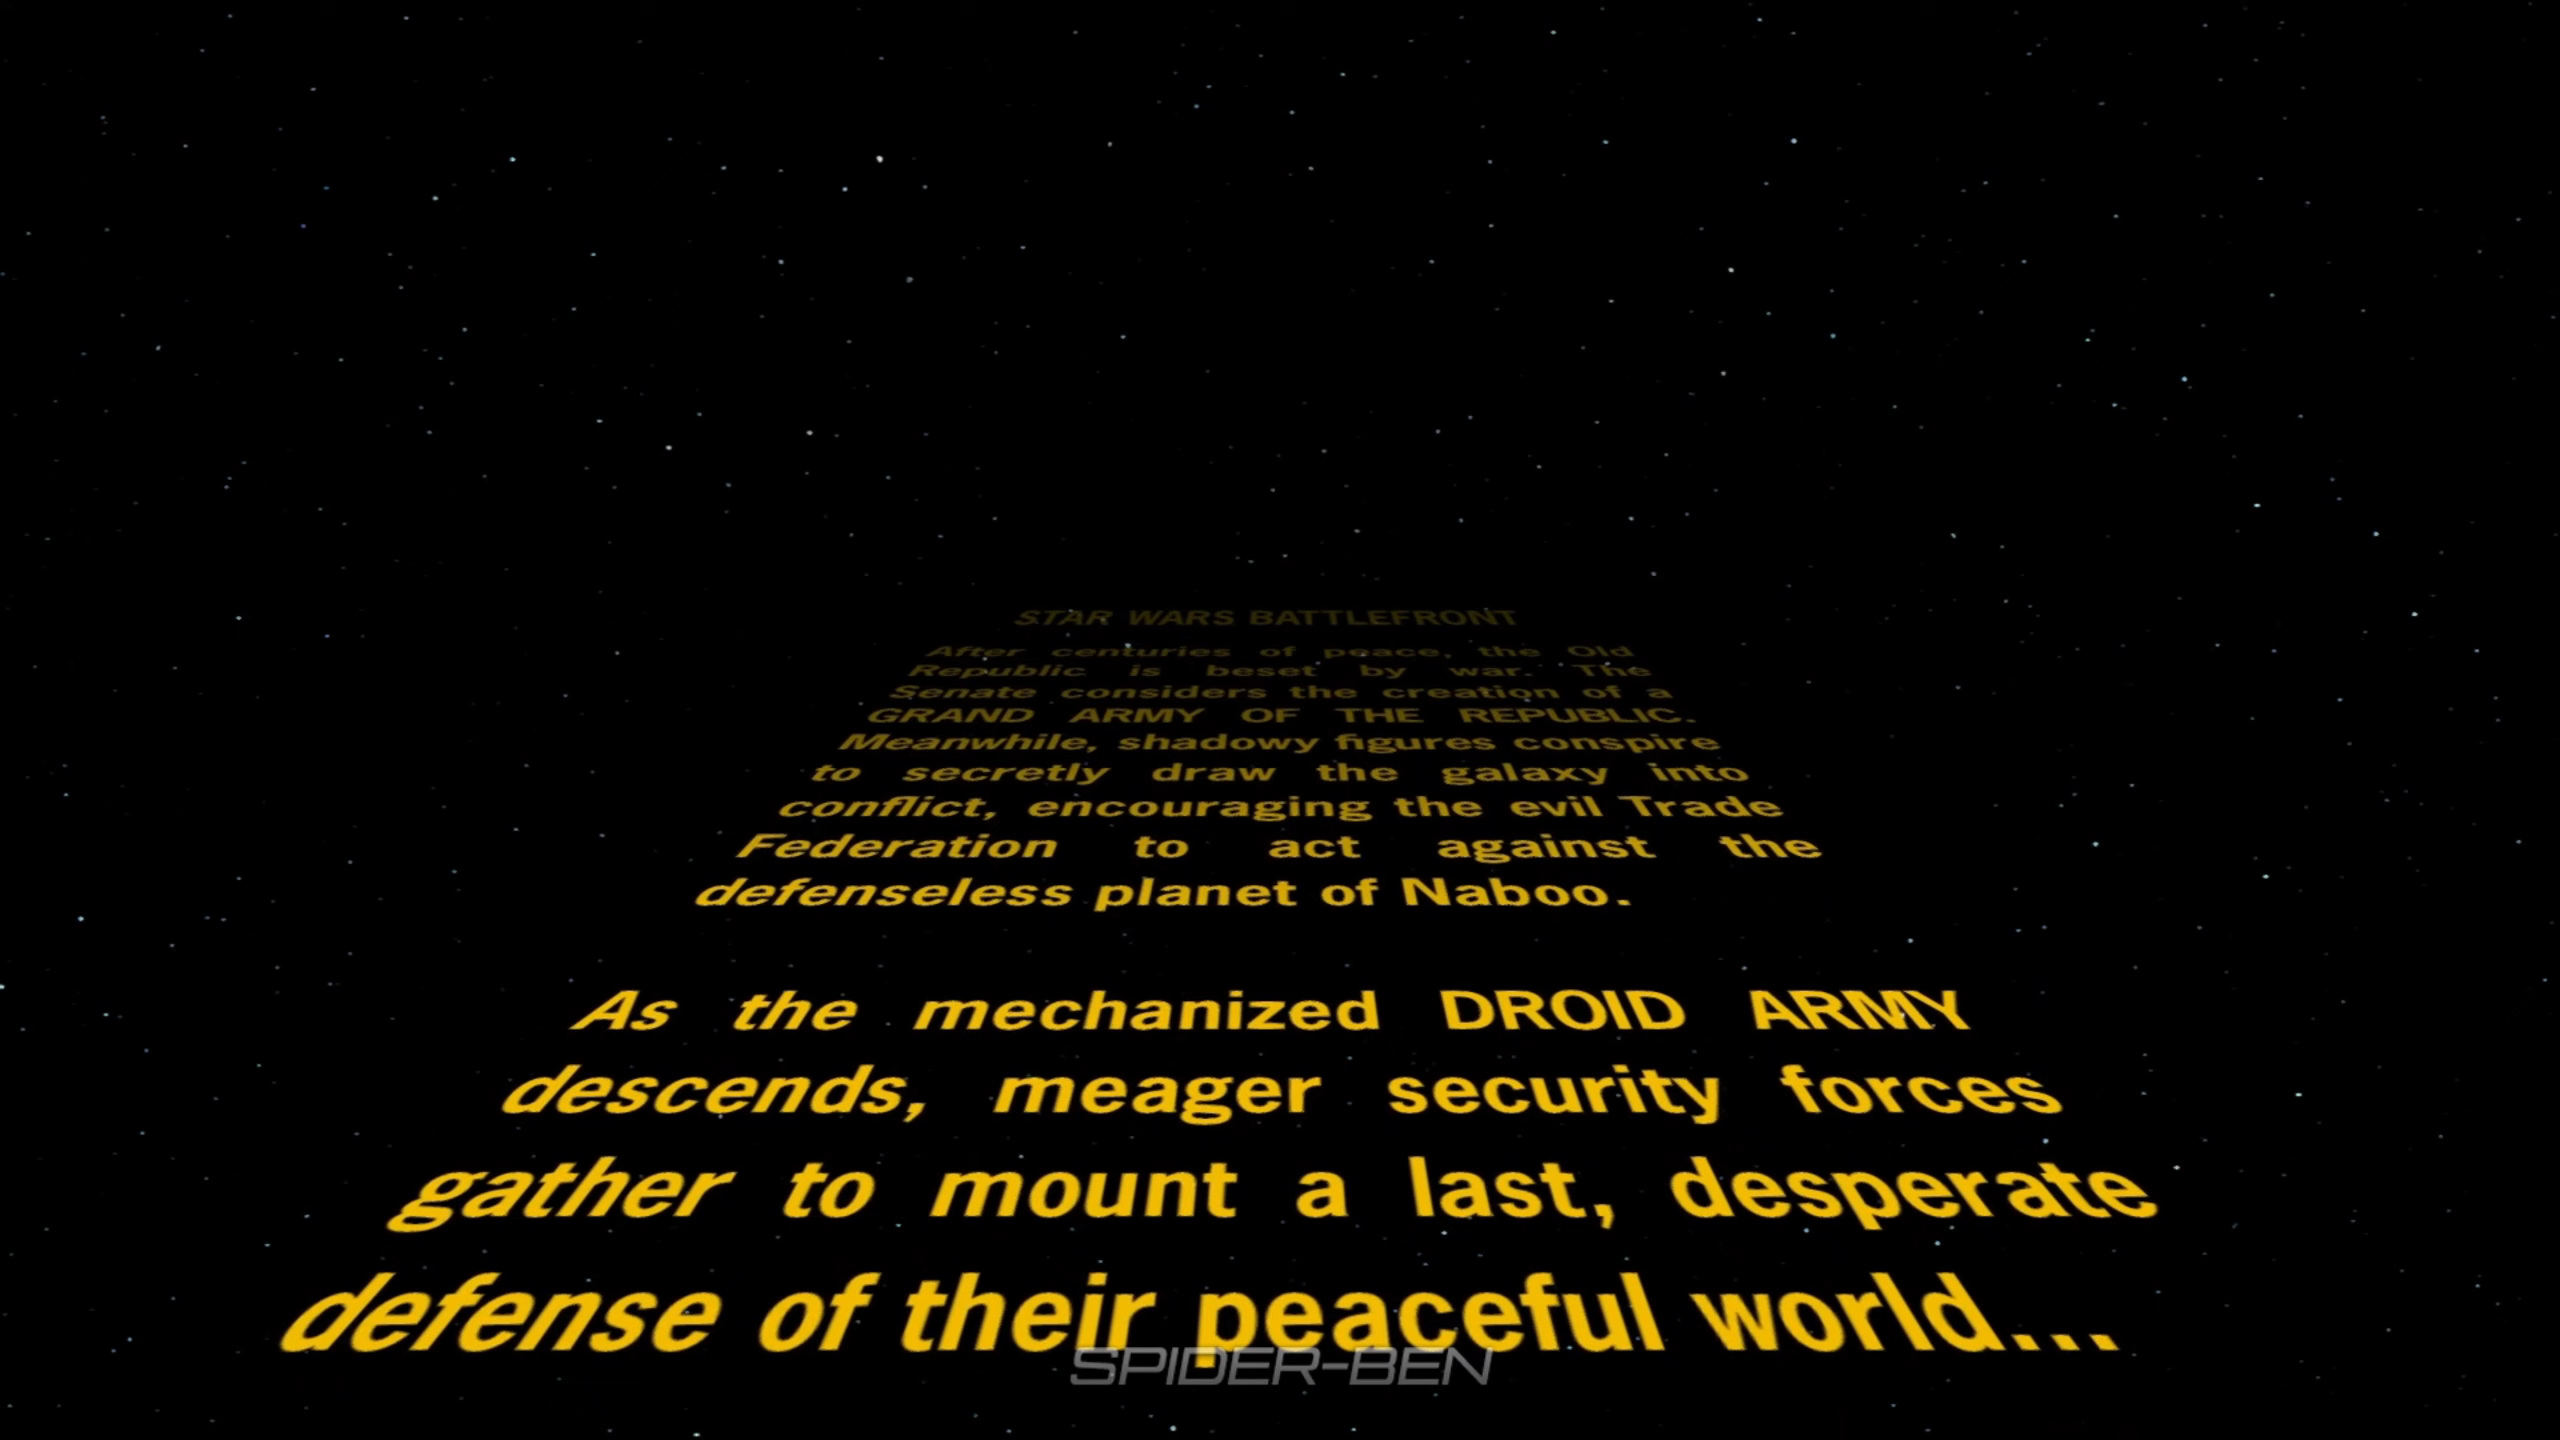 STAR WARS BATTLEFRONT
After centuries of peace, the Old
Republic is beset by war. The
Senate considers the creation of a
GRAND ARMY OF THE REPUBLIC.
Meanwhile, shadowy figures conspire
to secretly draw the galaxy into
conflict, encouraging the evil Trade
Federation to act against the
defenseless planet of Naboo.
As the mechanized DROID ARMY
descends, meager security forces
gather to mount a last, desperate
defense of their peaceful world...
SPIDER-BEN